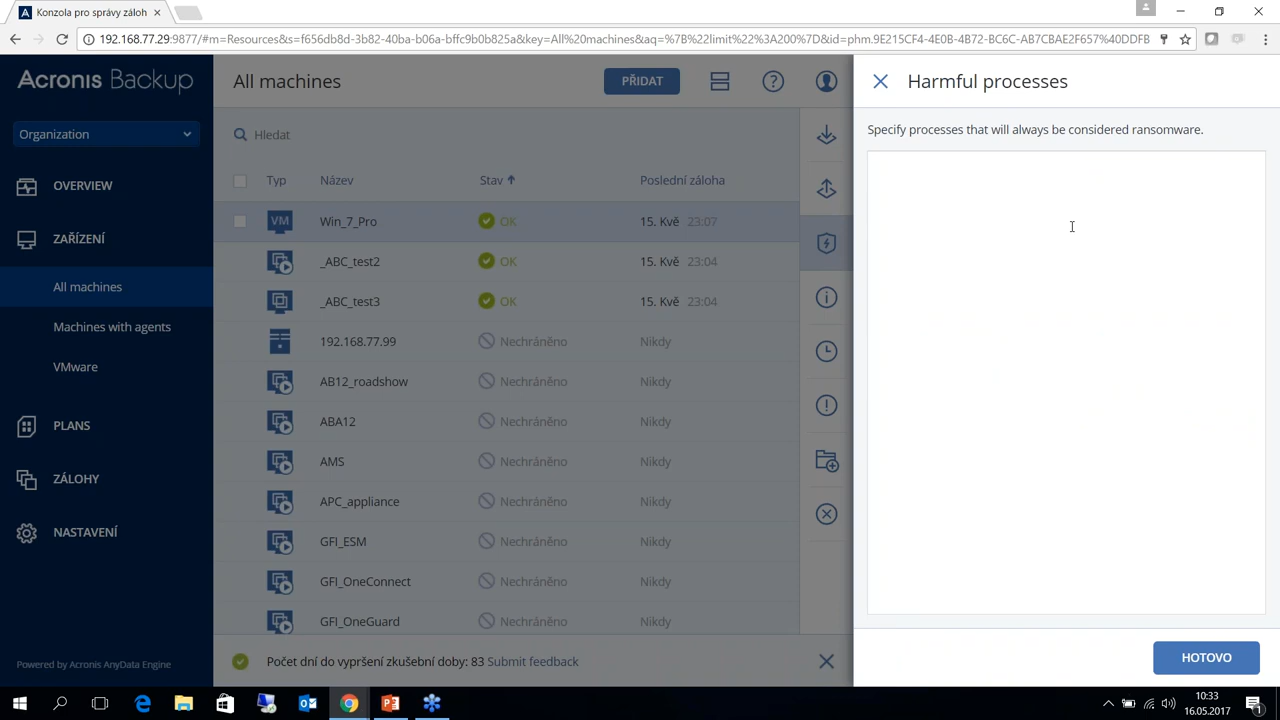 Konzola pro správy záloh
192.168.77.29:9877/#m=Resources&s=f656db8d-3b82-40ba-b06a-bffc9b0b825a&key=All%20machines&aq=%7B%22limit%22%3A%200%7D&id=phm.9E215CF4-4E0B-4B72-BC6C-AB7CBAE2F657%40DDFB
Acronis Backup
Organization
OVERVIEW
ZAŘÍZENÍ
All machines
Machines with agents
VMware
PLANS
ZÁLOHY
NASTAVENÍ
Powered by Acronis AnyData Engine
All machines
PŘIDAT
Hledat
Typ Název Stav Poslední záloha
VM Win_7_Pro OK 15. Kvě 23:07
_ABC_test2 OK 15. Kvě 23:04
_ABC_test3 OK 15. Kvě 23:04
192.168.77.99 Nechráněno Nikdy
AB12_roadshow Nechráněno Nikdy
ABA12 Nechráněno Nikdy
AMS Nechráněno Nikdy
APC_appliance Nechráněno Nikdy
GFI_ESM Nechráněno Nikdy
GFI_OneConnect Nechráněno Nikdy
GFI_OneGuard Nechráněno Nikdy
Počet dní do vypršení zkušební doby: 83 Submit feedback
Harmful processes
Specify processes that will always be considered ransomware.
HOTOVO
10:33
16.05.2017
1